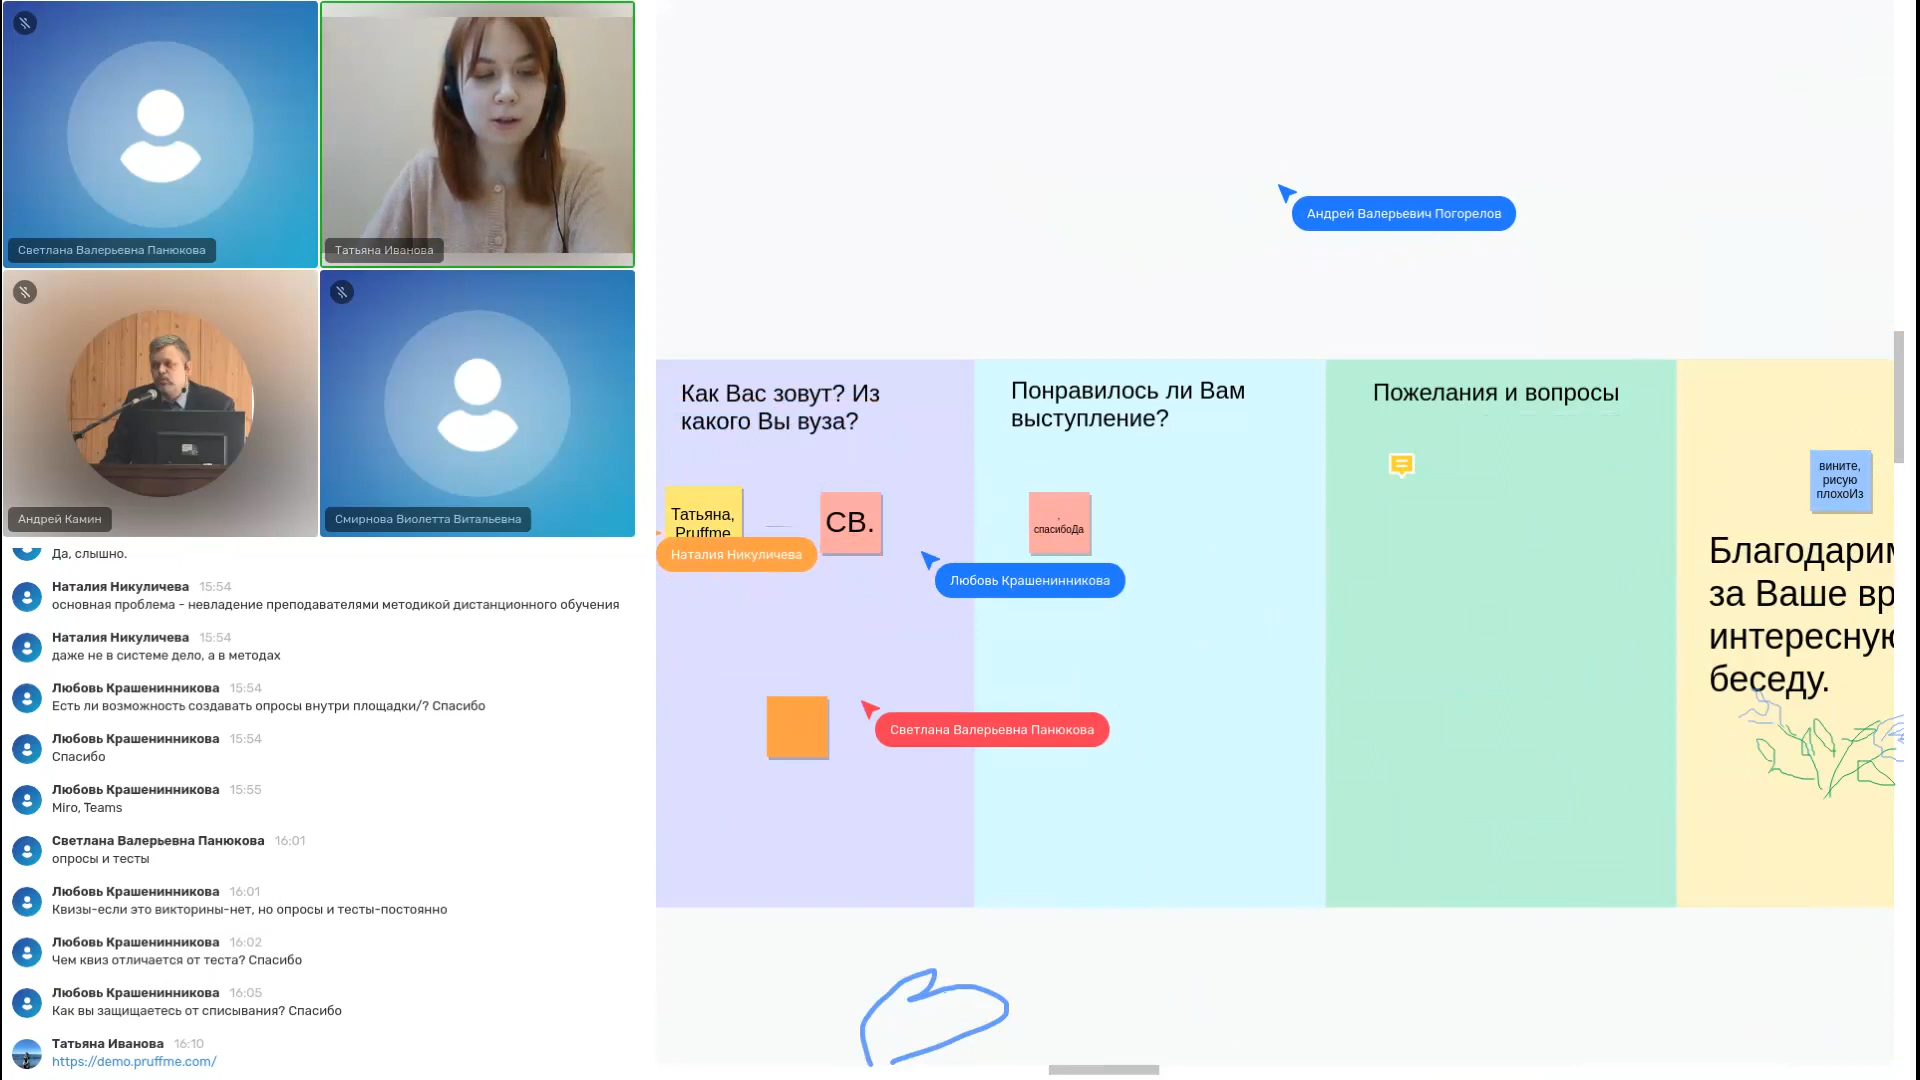 Светлана Валерьевна Панюкова
Татьяна Иванова
Андрей Камин
Смирнова Виолетта Витальевна
Да, слышно.
Наталия Никуличева 15:54
основная проблема - невладение преподавателями методикой дистанционного обучения
Наталия Никуличева 15:54
даже не в системе дело, а в методах
Любовь Крашенинникова 15:54
Есть ли возможность создавать опросы внутри площадки/? Спасибо
Любовь Крашенинникова 15:54
Спасибо
Любовь Крашенинникова 15:55
Miro, Teams
Светлана Валерьевна Панюкова 16:01
опросы и тесты
Любовь Крашенинникова 16:01
Квизы-если это викторины-нет, но опросы и тесты-постоянно
Любовь Крашенинникова 16:02
Чем квиз отличается от теста? Спасибо
Любовь Крашенинникова 16:05
Как вы защищаетесь от списывания? Спасибо
Татьяна Иванова 16:10
https://demo.pruffme.com/
Андрей Валерьевич Погорелов
Как Вас зовут? Из
какого Вы вуза?
Татьяна,
Pruffme
Наталия Никуличева
СВ.
Любовь Крашенинникова
Светлана Валерьевна Панюкова
Понравилось ли Вам
выступление?
,
спасибоДа
Пожелания и вопросы
вините,
рисую
плохоИз
Благодарим
за Ваше вр
интересную
беседу.